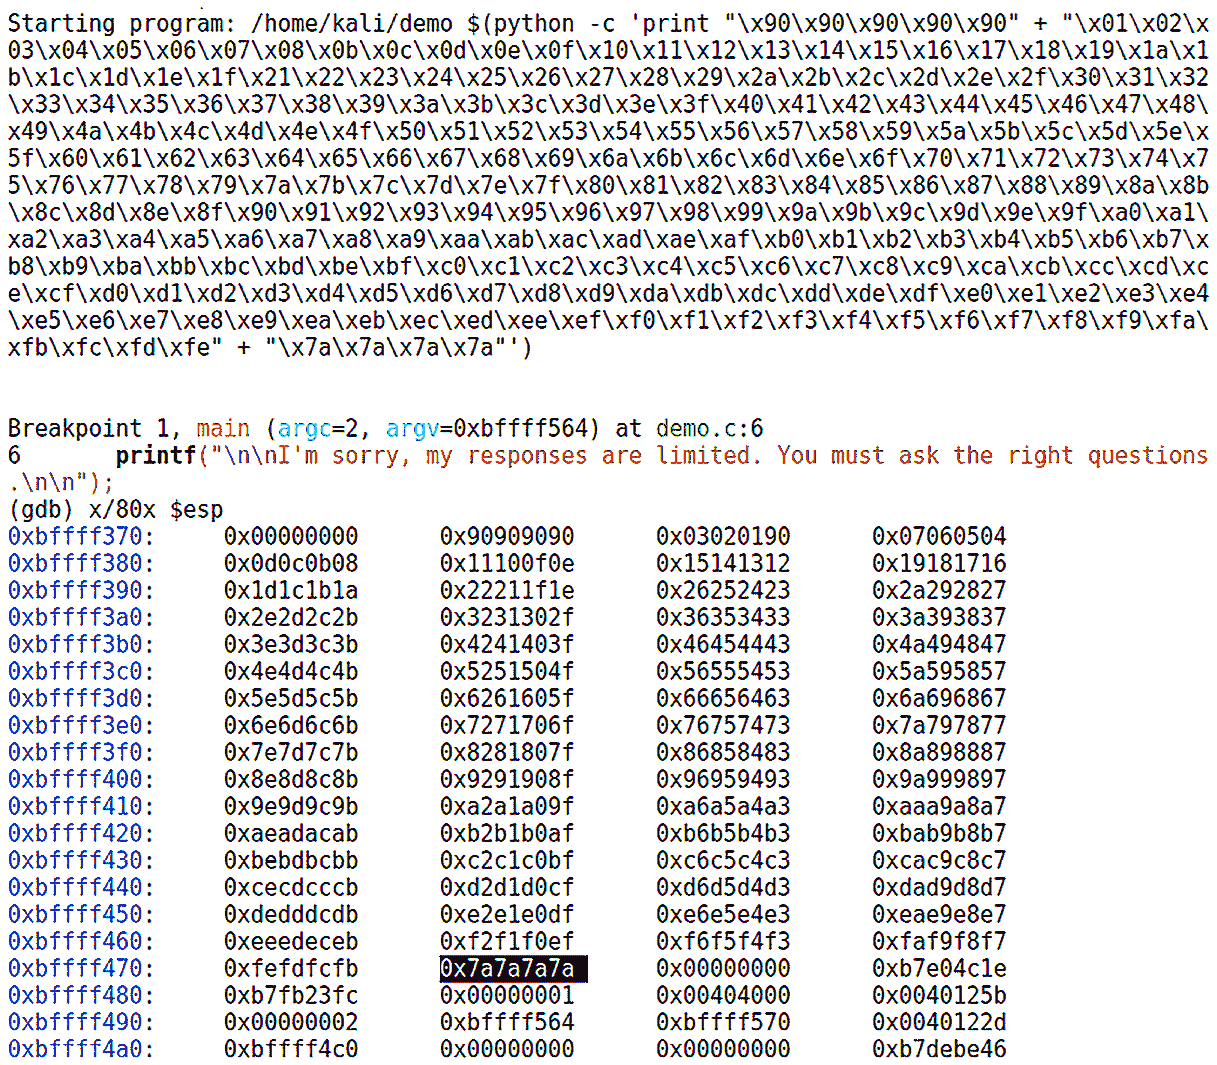 Starting program: /home/kali/demo $(python -c 'print "\x90\x90\x90\x90\x90" + "\x01\x02\x
03\x04\x05\x06\x07\x08\x0b\x0c\x0d\x0e\x0f\x10\x11\x12\x13\x14\x15\x16\x17\x18\x19\x1a\x1
b\x1c\x1d\x1e\x1f\x21\x22\x23\x24\x25\x26\x27\x28\x29\x2a\x2b\x2c\x2d\x2e\x2f\x30\x31\x32
\x33\x34\x35\x36\x37\x38\x39\x3a\x3b\x3c\x3d\x3e\x3f\x40\x41\x42\x43\x44\x45\x46\x47\x48\
x49\x4a\x4b\x4c\x4d\x4e\x4f\x50\x51\x52\x53\x54\x55\x56\x57\x58\x59\x5a\x5b\x5c\x5d\x5e\x
5f\x60\x61\x62\x63\x64\x65\x66\x67\x68\x69\x6a\x6b\x6c\x6d\x6e\x6f\x70\x71\x72\x73\x74\x7
5\x76\x77\x78\x79\x7a\x7b\x7c\x7d\x7e\x7f\x80\x81\x82\x83\x84\x85\x86\x87\x88\x89\x8a\x8b
\x8c\x8d\x8e\x8f\x90\x91\x92\x93\x94\x95\x96\x97\x98\x99\x9a\x9b\x9c\x9d\x9e\x9f\xa0\xa1\
xa2\xa3\xa4\xa5\xa6\xa7\xa8\xa9\xaa\xab\xac\xad\xae\xaf\xb0\xb1\xb2\xb3\xb4\xb5\xb6\xb7\x
b8\xb9\xba\xbb\xbc\xbd\xbe\xbf\xc0\xc1\xc2\xc3\xc4\xc5\xc6\xc7\xc8\xc9\xca\xcb\xcc\xcd\xc
e\xcf\xd0\xd1\xd2\xd3\xd4\xd5\xd6\xd7\xd8\xd9\xda\xdb\xdc\xdd\xde\xdf\xe0\xe1\xe2\xe3\xe4
\xe5\xe6\xe7\xe8\xe9\xea\xeb\xec\xed\xee\xef\xf0\xf1\xf2\xf3\xf4\xf5\xf6\xf7\xf8\xf9\xfa\
xfb\xfc\xfd\xfe" + "\x7a\x7a\x7a\x7a"')
Breakpoint 1, main (argc=2, argv=0xbffff564) at demo.c:6
6 printf("\n\nI'm sorry, my responses are limited. You must ask the right questions
.\n\n");
(gdb) x/80x $esp
0xbffff370: 0x00000000 0x90909090 0x03020190 0x07060504
0xbffff380: 0x0d0c0b08 0x11100f0e 0x15141312 0x19181716
0xbffff390: 0x1d1c1b1a 0x22211f1e 0x26252423 0x2a292827
0xbffff3a0: 0x2e2d2c2b 0x3231302f 0x36353433 0x3a393837
0xbffff3b0: 0x3e3d3c3b 0x4241403f 0x46454443 0x4a494847
0xbffff3c0: 0x4e4d4c4b 0x5251504f 0x56555453 0x5a595857
0xbffff3d0: 0x5e5d5c5b 0x6261605f 0x66656463 0x6a696867
0xbffff3e0: 0x6e6d6c6b 0x7271706f 0x76757473 0x7a797877
0xbffff3f0: 0x7e7d7c7b 0x8281807f 0x86858483 0x8a898887
0xbffff400: 0x8e8d8c8b 0x9291908f 0x96959493 0x9a999897
0xbffff410: 0x9e9d9c9b 0xa2a1a09f 0xa6a5a4a3 0xaaa9a8a7
0xbffff420: 0xaeadacab 0xb2b1b0af 0xb6b5b4b3 0xbab9b8b7
0xbffff430: 0xbebdbcbb 0xc2c1c0bf 0xc6c5c4c3 0xcac9c8c7
0xbffff440: 0xcecdcccb 0xd2d1d0cf 0xd6d5d4d3 0xdad9d8d7
0xbffff450: 0xdedddcdb 0xe2e1e0df 0xe6e5e4e3 0xeae9e8e7
0xbffff460: 0xeeedeceb 0xf2f1f0ef 0xf6f5f4f3 0xfaf9f8f7
0xbffff470: 0xfefdfcfb 0x7a7a7a7a 0x00000000 0xb7e04c1e
0xbffff480: 0xb7fb23fc 0x00000001 0x00404000 0x0040125b
0xbffff490: 0x00000002 0xbffff564 0xbffff570 0x0040122d
0xbffff4a0: 0xbffff4c0 0x00000000 0x00000000 0xb7debe46